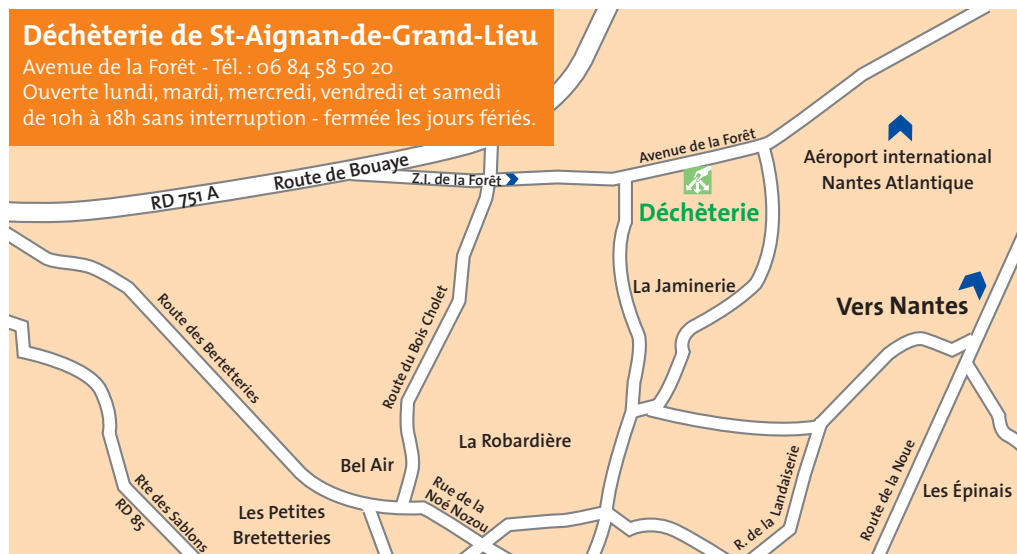 Déchèterie de St-Aignan-de-Grand-Lieu
Avenue de la Forêt - Tél. : 06 84 58 50 20
Ouverte lundi, mardi, mercredi, vendredi et samedi
de 10h à 18h sans interruption - fermée les jours fériés.
Avenue de la Forêt
Aéroport international
Nantes Atlantique
Route de Bouaye
RD 751 A
Z.I. de la Forêt
Déchèterie
La Jaminerie
Vers Nantes
Route des Bertetteries
Route du Bois Cholet
La Robardière
Bel Air
Rue de la
Noé Nozou
Rte des Sablons
RD 85
Les Petites
Bretetteries
R. de la Landaiserie
Route de la Noue
Les Épinais